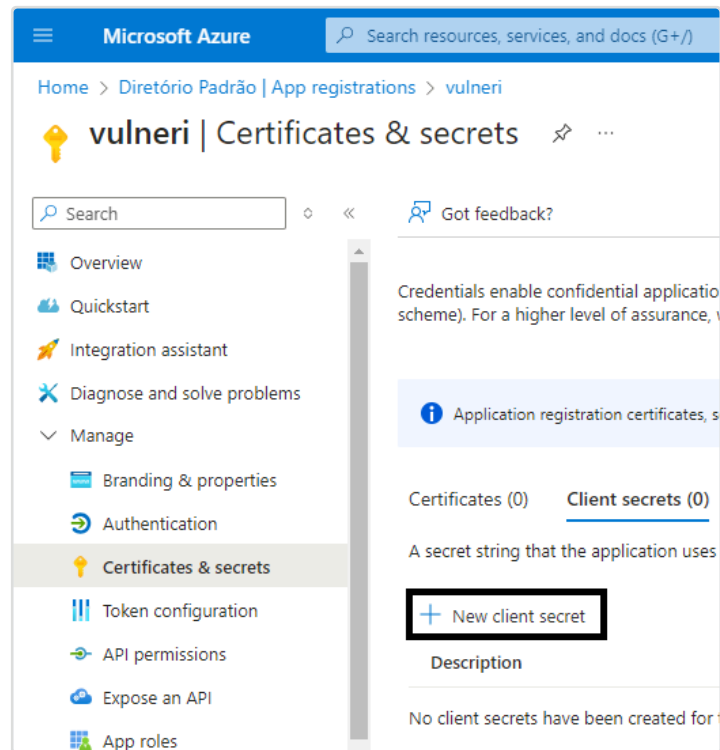 Microsoft Azure
Search resources, services, and docs (G+/)
Home > Diretório Padrão | App registrations > vulneri
vulneri | Certificates & secrets
Search
Got feedback?
Overview
Quickstart
Integration assistant
Diagnose and solve problems
Manage
Branding & properties
Authentication
Certificates & secrets
Token configuration
API permissions
Expose an API
App roles
Credentials enable confidential
scheme). For a higher level of assurance,
Application registration certificates,
Certificates (0)
Client secrets (0)
A secret string that the application uses
New client secret
Description
No client secrets have been created for